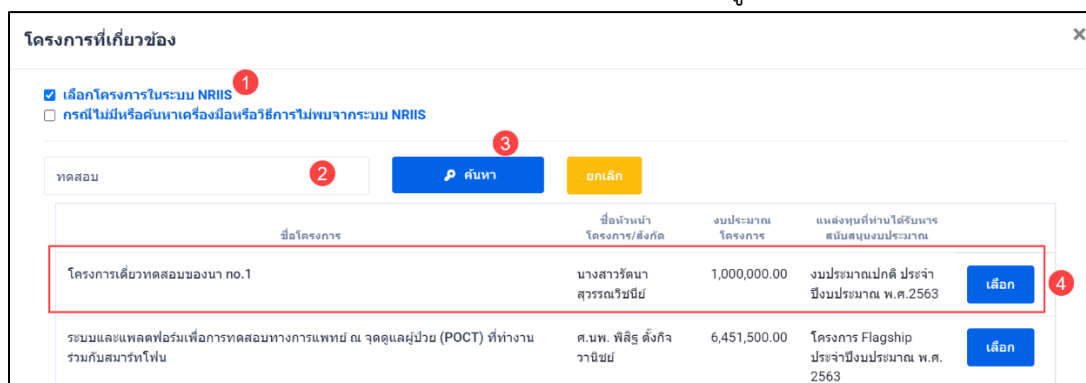 โครงการที่เกี่ยวข้อง
×
1
เลือกโครงการในระบบ NRIIS
กรณีไม่มีหรือค้นหาเครื่องมือหรือวิธีการไม่พบจากระบบ NRIIS
3
ทดสอบ 2 ค้นหา ยกเลิก
ชื่อโครงการ
ชื่อหัวหน้า
โครงการ/สังกัด
งบประมาณ
โครงการ
แหล่งทุนที่ท่านได้รับหาร
สนับสนุนงบประมาณ
โครงการเดี่ยวทดสอบของนา no.1
นางสาวรัตนา
สุวรรณวิชนีย์
1,000,000.00
งบประมาณปกติ ประจำ
ปีงบประมาณ พ.ศ.2563
เลือก
4
ระบบและแพลตฟอร์มเพื่อการทดสอบทางการแพทย์ ณ จุดดูแลผู้ป่วย (POCT) ที่ทำงาน
ร่วมกับสมาร์ทโฟน
ศ.นพ. พิสิฐ ตั้งกิจ
วานิชย์
6,451,500.00
โครงการ Flagship
ประจำปีงบประมาณ พ.ศ.
2563
เลือก